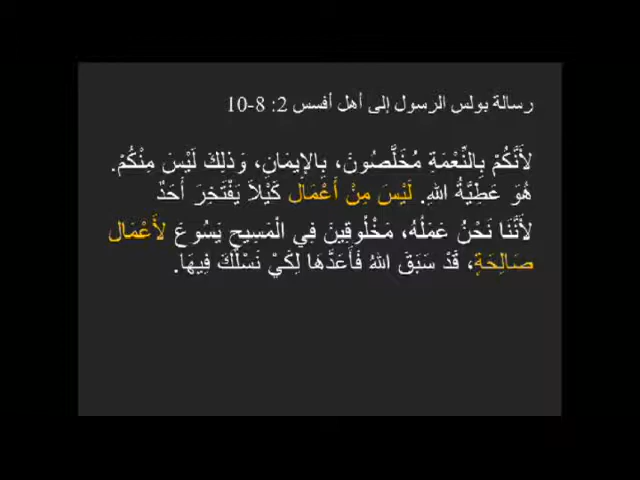 رسالة بولس الرسول إلى أهل أفسس 2: 8-10
لأَنَّكُمْ بِالنِّعْمَةِ مُخَلَّصُونَ، بِالإِيمَانِ، وَذلِكَ لَيْسَ مِنْكُمْ.
هُوَ عَطِيَّةُ اللهِ. لَيْسَ مِنْ أَعْمَال كَيْلاَ يَفْتَخِرَ أَحَدٌ
لأَنَّنَا نَحْنُ عَمَلُهُ، مَخْلُوقِينَ فِي الْمَسِيحِ يَسُوعَ لأَعْمَال
صَالِحَةٍ، قَدْ سَبَقَ اللهُ فَأَعَدَّهَا لِكَيْ نَسْلُكَ فِيهَا.